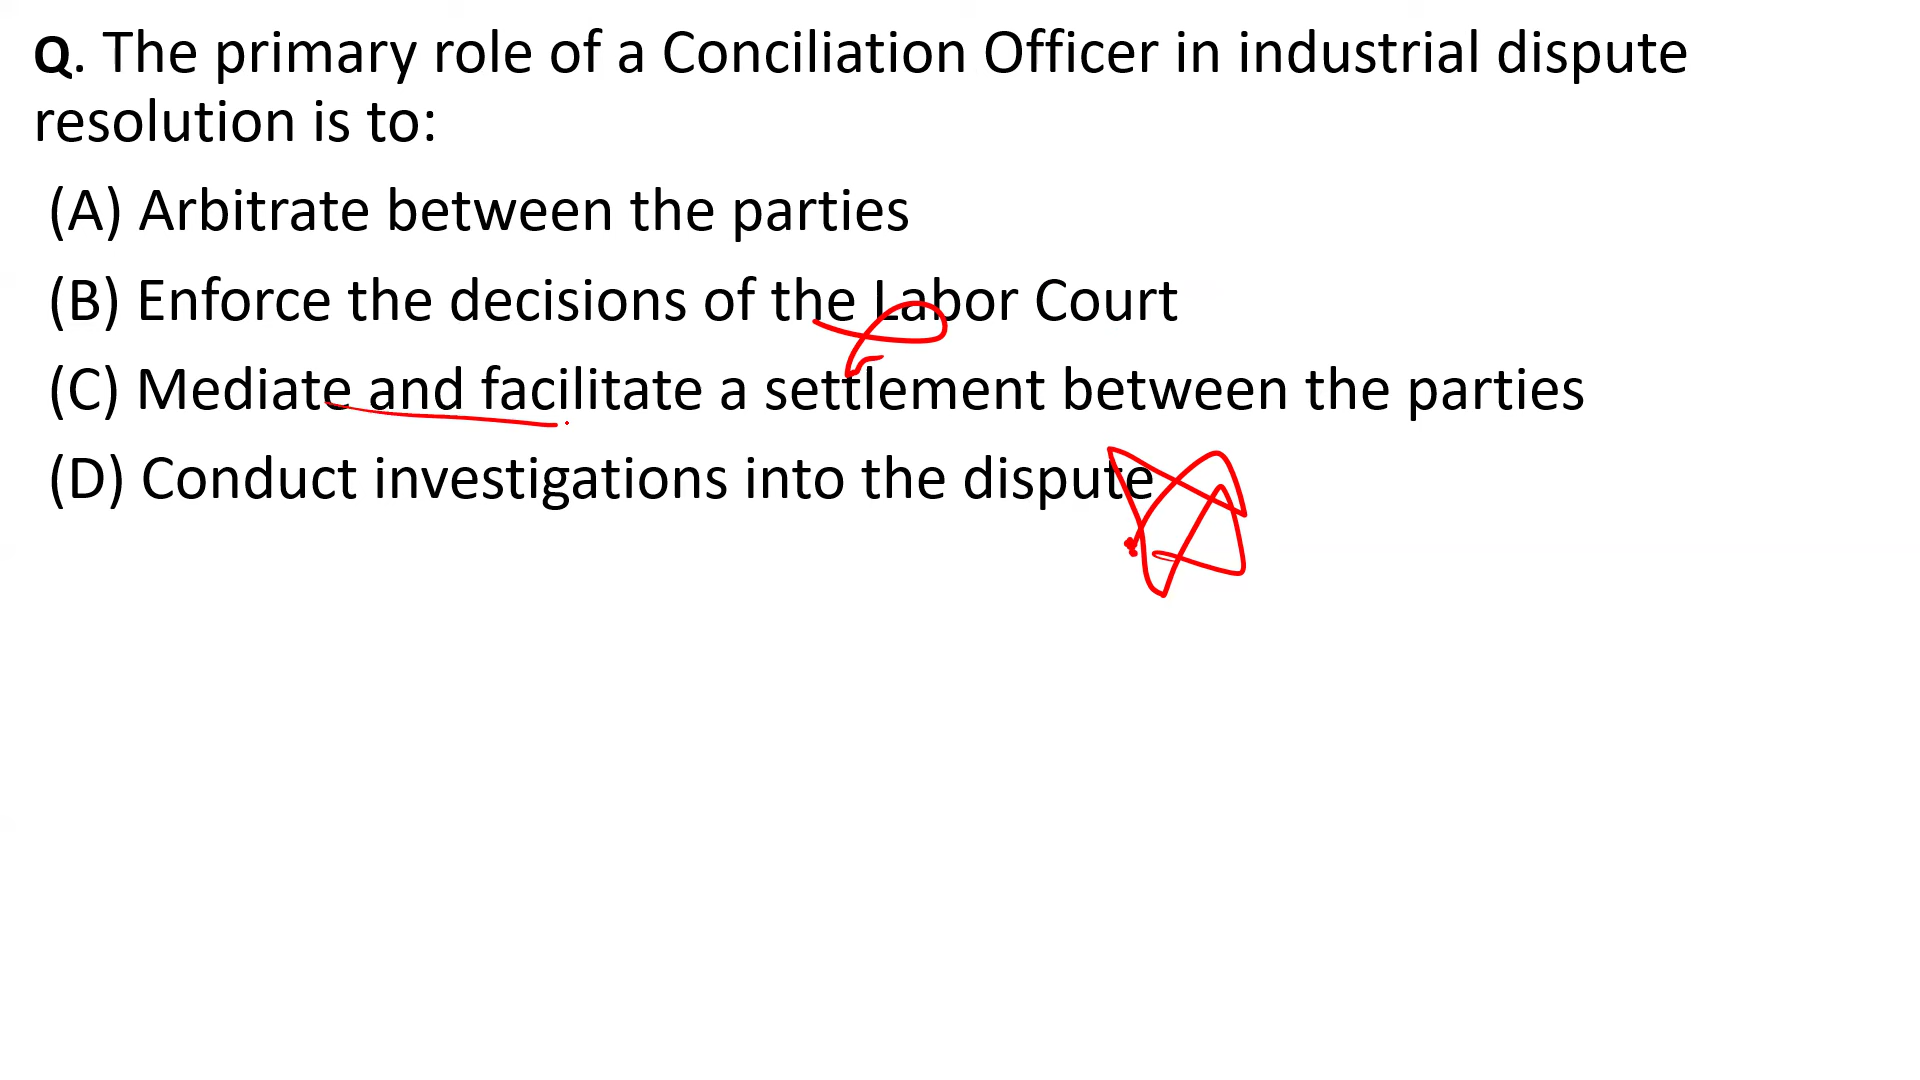 Q. The primary role of a Conciliation Officer in industrial dispute
resolution is to:
(A) Arbitrate between the parties
(B) Enforce the decisions of the Labor Court
(C) Mediate and facilitate a settlement between the parties
(D) Conduct investigations into the dispute